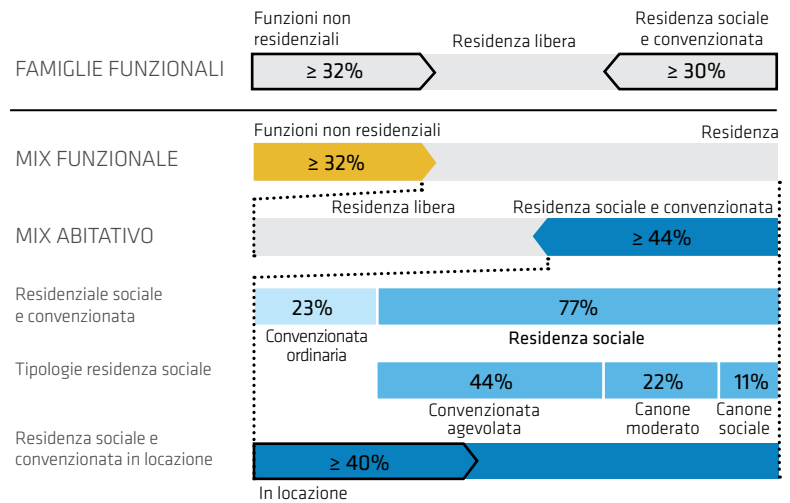 Funzioni non
residenziali
Residenza libera
Residenza sociale
e convenzionata
FAMIGLIE FUNZIONALI
≥ 32%
≥ 30%
Funzioni non residenziali
Residenza
MIX FUNZIONALE
≥ 32%
Residenza libera
Residenza sociale e convenzionata
MIX ABITATIVO
≥ 44%
Residenziale sociale
e convenzionata
23%
77%
Convenzionata
ordinaria
Residenza sociale
Tipologie residenza sociale
44%
22%
11%
Convenzionata
agevolata
Canone
moderato
Canone
sociale
Residenza sociale e
convenzionata in locazione
≥ 40%
In locazione